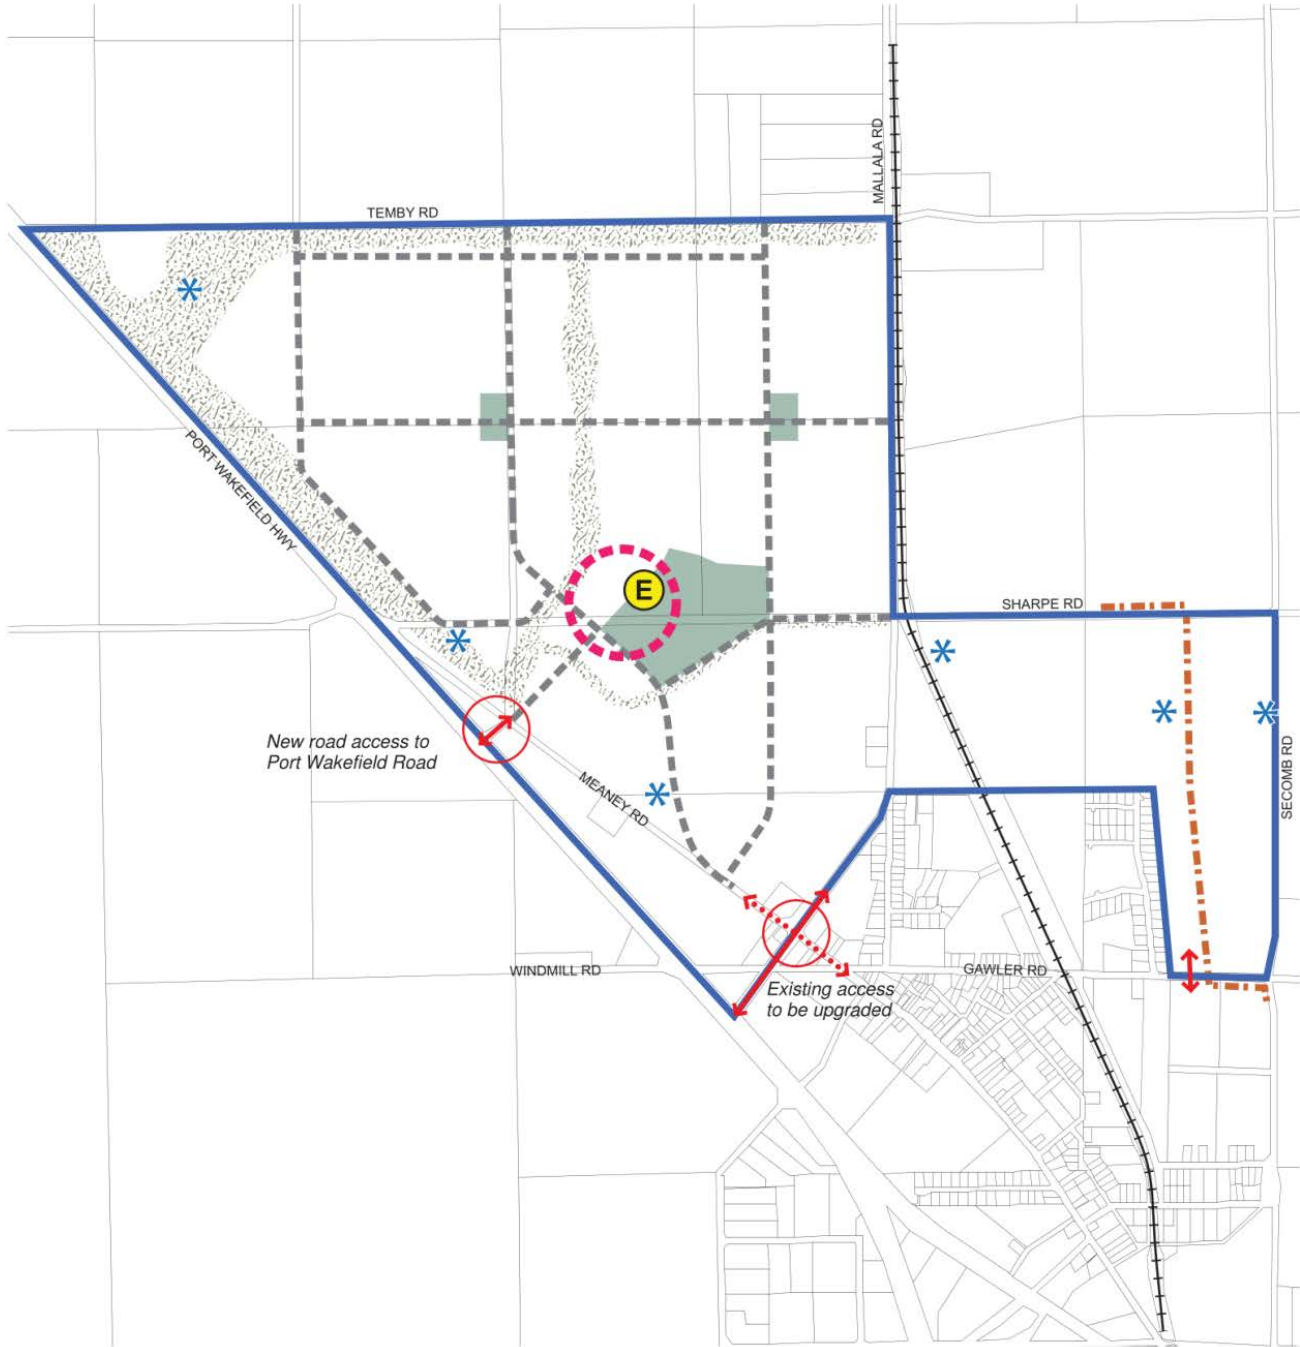 TEMBY RD
MALLALA RD
PORT WAKEFIELD HWY
E
SHARPE RD
New road access to
Port Wakefield Road
MEANEY RD
SECOMB RD
WINDMILL RD
GAWLER RD
Existing access
to be upgraded